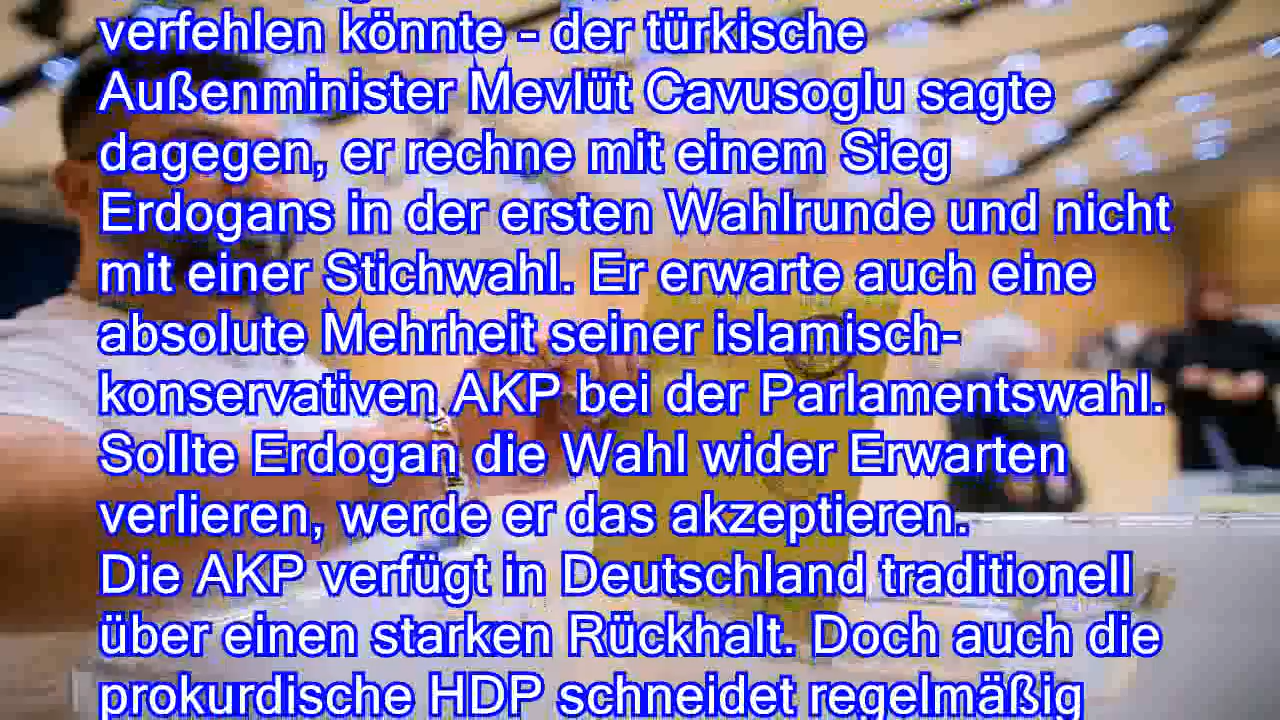 verfehlen könnte - der türkische
Außenminister Mevlüt Cavusoglu sagte
dagegen, er rechne mit einem Sieg
Erdogans in der ersten Wahlrunde und nicht
mit einer Stichwahl. Er erwarte auch eine
absolute Mehrheit seiner islamisch-
konservativen AKP bei der Parlamentswahl.
Sollte Erdogan die Wahl wider Erwarten
verlieren, werde er das akzeptieren.
Die AKP verfügt in Deutschland traditionell
über einen starken Rückhalt. Doch auch die
prokurdische HDP schneidet regelmäßig